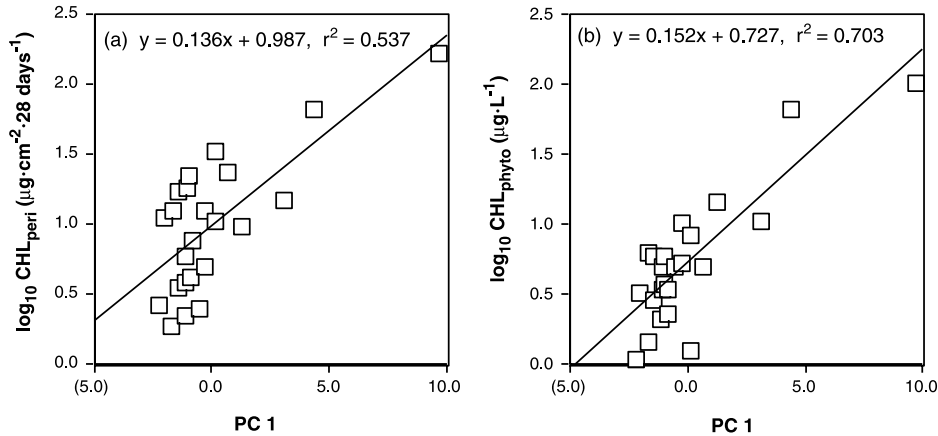 (a) y = 0.136x + 0.987, r² = 0.537
log₁₀ CHLperi (μg·cm⁻²·28 days⁻¹)
2.5
2.0
1.5
1.0
0.5
0.0
(5.0) 0.0 5.0 10.0
PC 1
(b) y = 0.152x + 0.727, r² = 0.703
log₁₀ CHLphyto (μg·L⁻¹)
2.5
2.0
1.5
1.0
0.5
0.0
(5.0) 0.0 5.0 10.0
PC 1